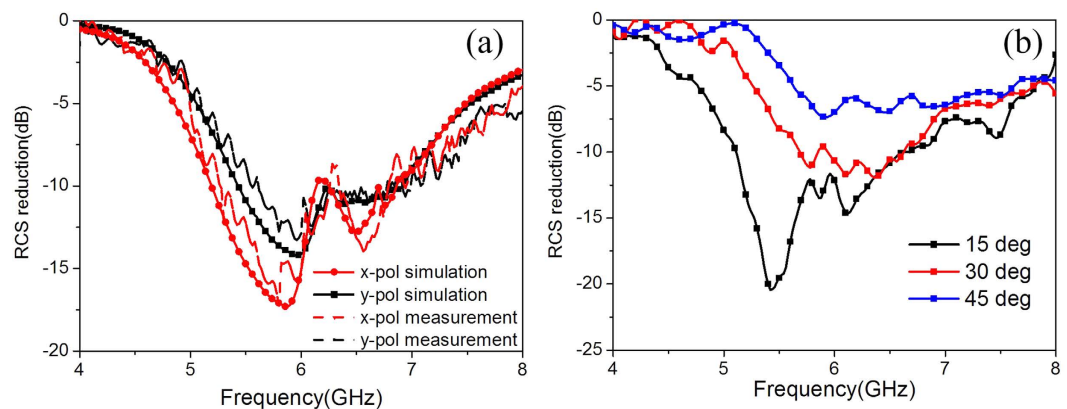 0
-5
-10
-15
-20
RCS reduction(dB)
(a)
x-pol simulation
y-pol simulation
x-pol measurement
y-pol measurement
4
5
6
7
8
Frequency(GHz)
0
-5
-10
-15
-20
-25
RCS reduction(dB)
(b)
15 deg
30 deg
45 deg
4
5
6
7
8
Frequency(GHz)